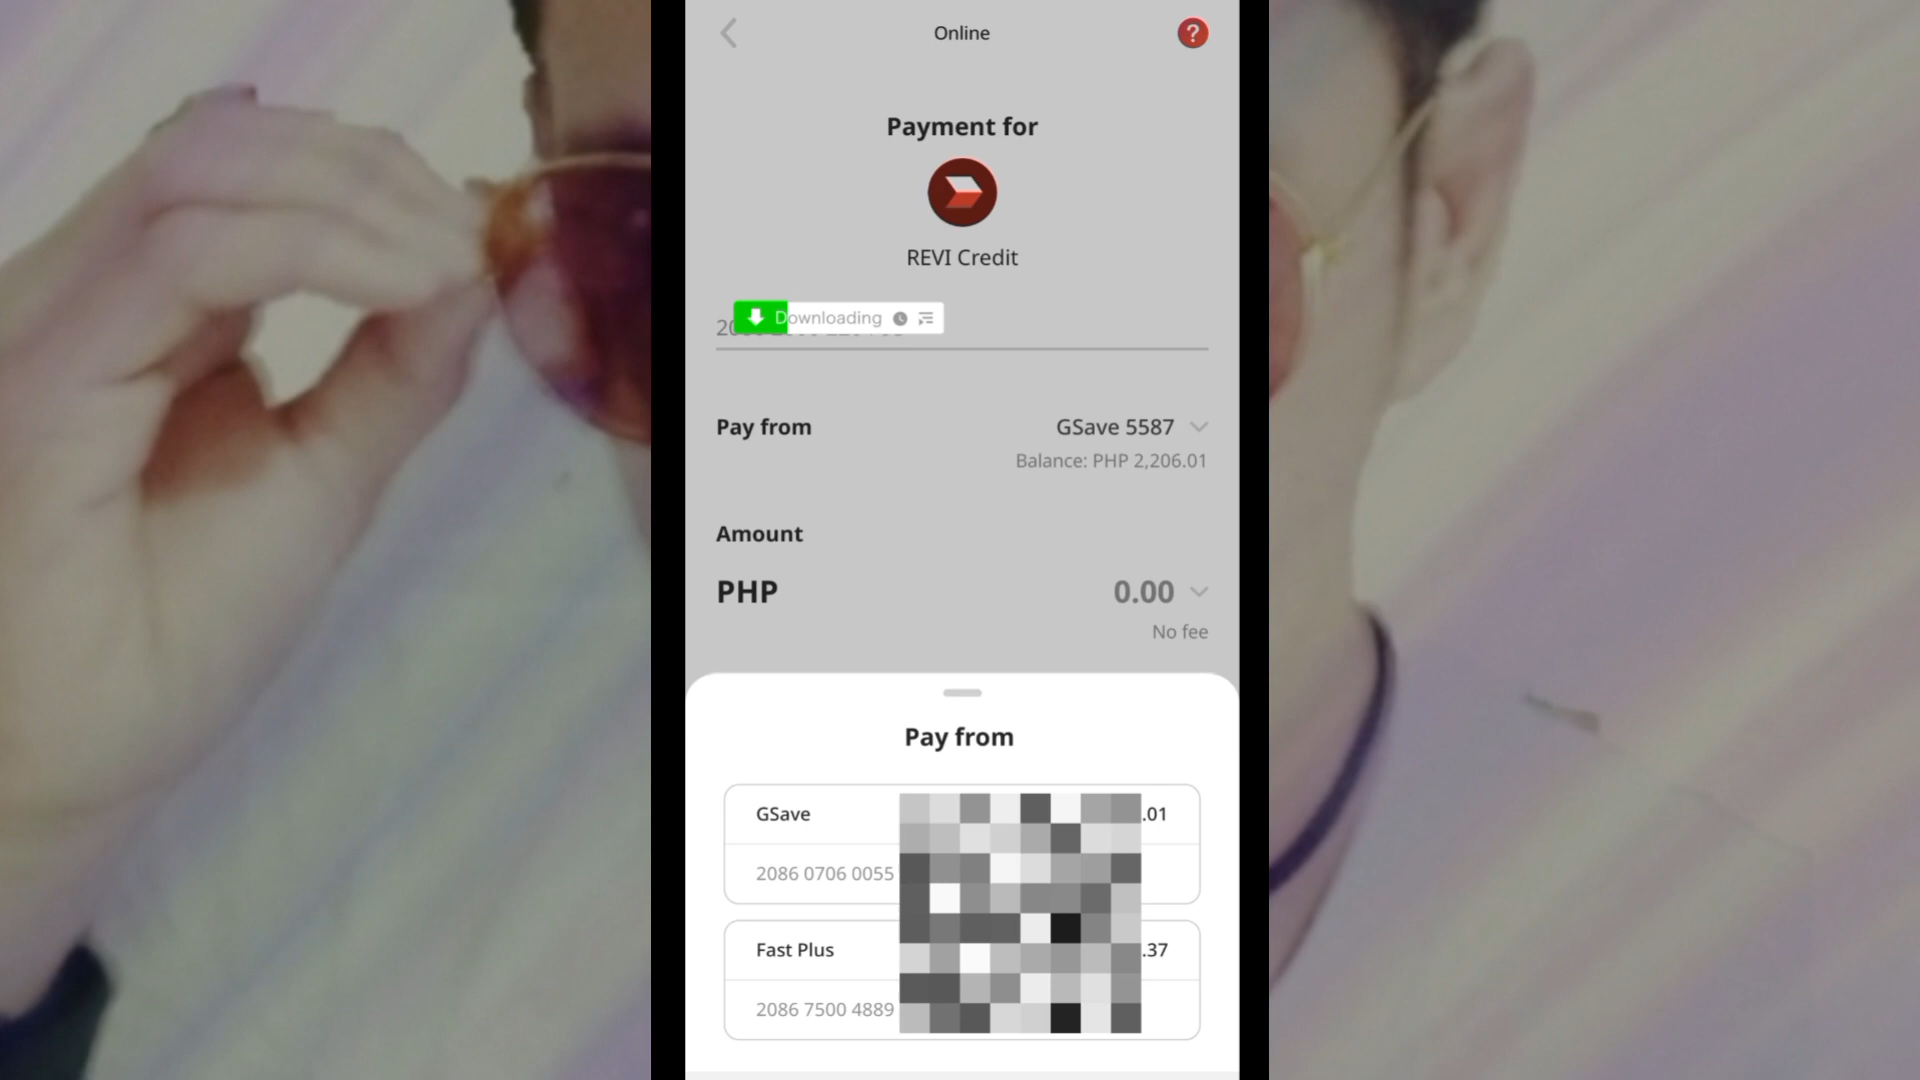 Online
?
Payment for
REVI Credit
Downloading
Pay from GSave 5587
Balance: PHP 2,206.01
Amount
PHP 0.00
No fee
Pay from
GSave .01
2086 0706 0055
Fast Plus .37
2086 7500 4889